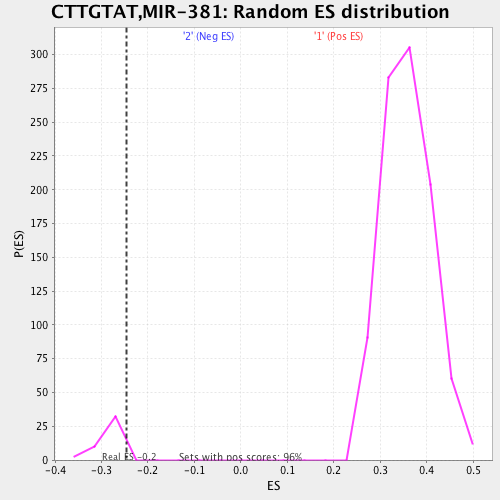 CTTGTAT,MIR-381: Random ES distribution
'2' (Neg ES) '1' (Pos ES)
300
275
250
225
200
175
150
125
100
75
50
25
0
P(ES)
Real ES -0.2 Sets with pos scores: 96%
-0.4 -0.3 -0.2 -0.1 0.0 0.1 0.2 0.3 0.4 0.5
ES